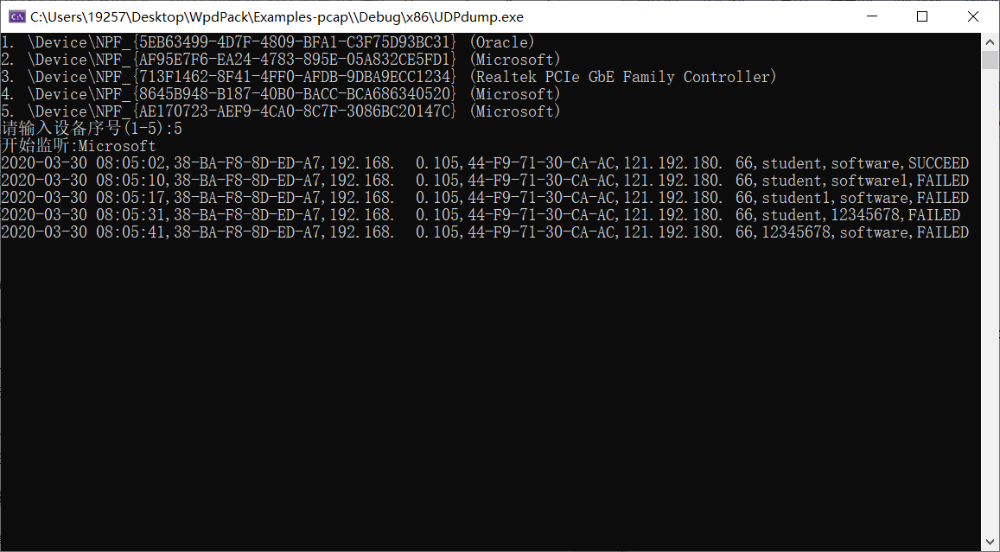 C:\Users\19257\Desktop\WpdPack\Examples-pcap\\Debug\x86\UDPdump.exe
1. \Device\NPF_{5EB63499-4D7F-4809-BFA1-C3F75D93BC31} (Oracle)
2. \Device\NPF_{AF95E7F6-EA24-4783-895E-05A832CE5FD1} (Microsoft)
3. \Device\NPF_{713F1462-8F41-4FF0-AFDB-9DBA9ECC1234} (Realtek PCIe GbE Family Controller)
4. \Device\NPF_{8645B948-B187-40B0-BACC-BCA686340520} (Microsoft)
5. \Device\NPF_{AE170723-AEF9-4CA0-8C7F-3086BC20147C} (Microsoft)
请输入设备序号(1-5):5
开始监听:Microsoft
2020-03-30 08:05:02,38-BA-F8-8D-ED-A7,192.168.  0.105,44-F9-71-30-CA-AC,121.192.180. 66,student,software,SUCCEED
2020-03-30 08:05:10,38-BA-F8-8D-ED-A7,192.168.  0.105,44-F9-71-30-CA-AC,121.192.180. 66,student,software1,FAILED
2020-03-30 08:05:17,38-BA-F8-8D-ED-A7,192.168.  0.105,44-F9-71-30-CA-AC,121.192.180. 66,student1,software,FAILED
2020-03-30 08:05:31,38-BA-F8-8D-ED-A7,192.168.  0.105,44-F9-71-30-CA-AC,121.192.180. 66,student,12345678,FAILED
2020-03-30 08:05:41,38-BA-F8-8D-ED-A7,192.168.  0.105,44-F9-71-30-CA-AC,121.192.180. 66,12345678,software,FAILED